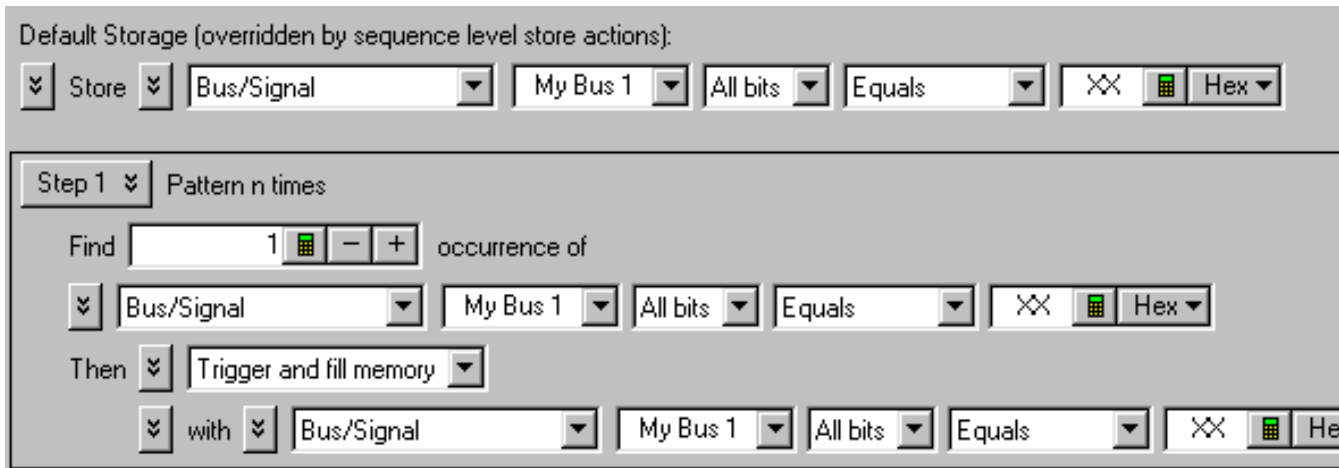 Default Storage (overridden by sequence level store actions):
Store Bus/Signal My Bus 1 All bits Equals XX Hex
Step 1 Pattern n times
Find 1 - + occurrence of
Bus/Signal My Bus 1 All bits Equals XX Hex
Then Trigger and fill memory
with Bus/Signal My Bus 1 All bits Equals XX He